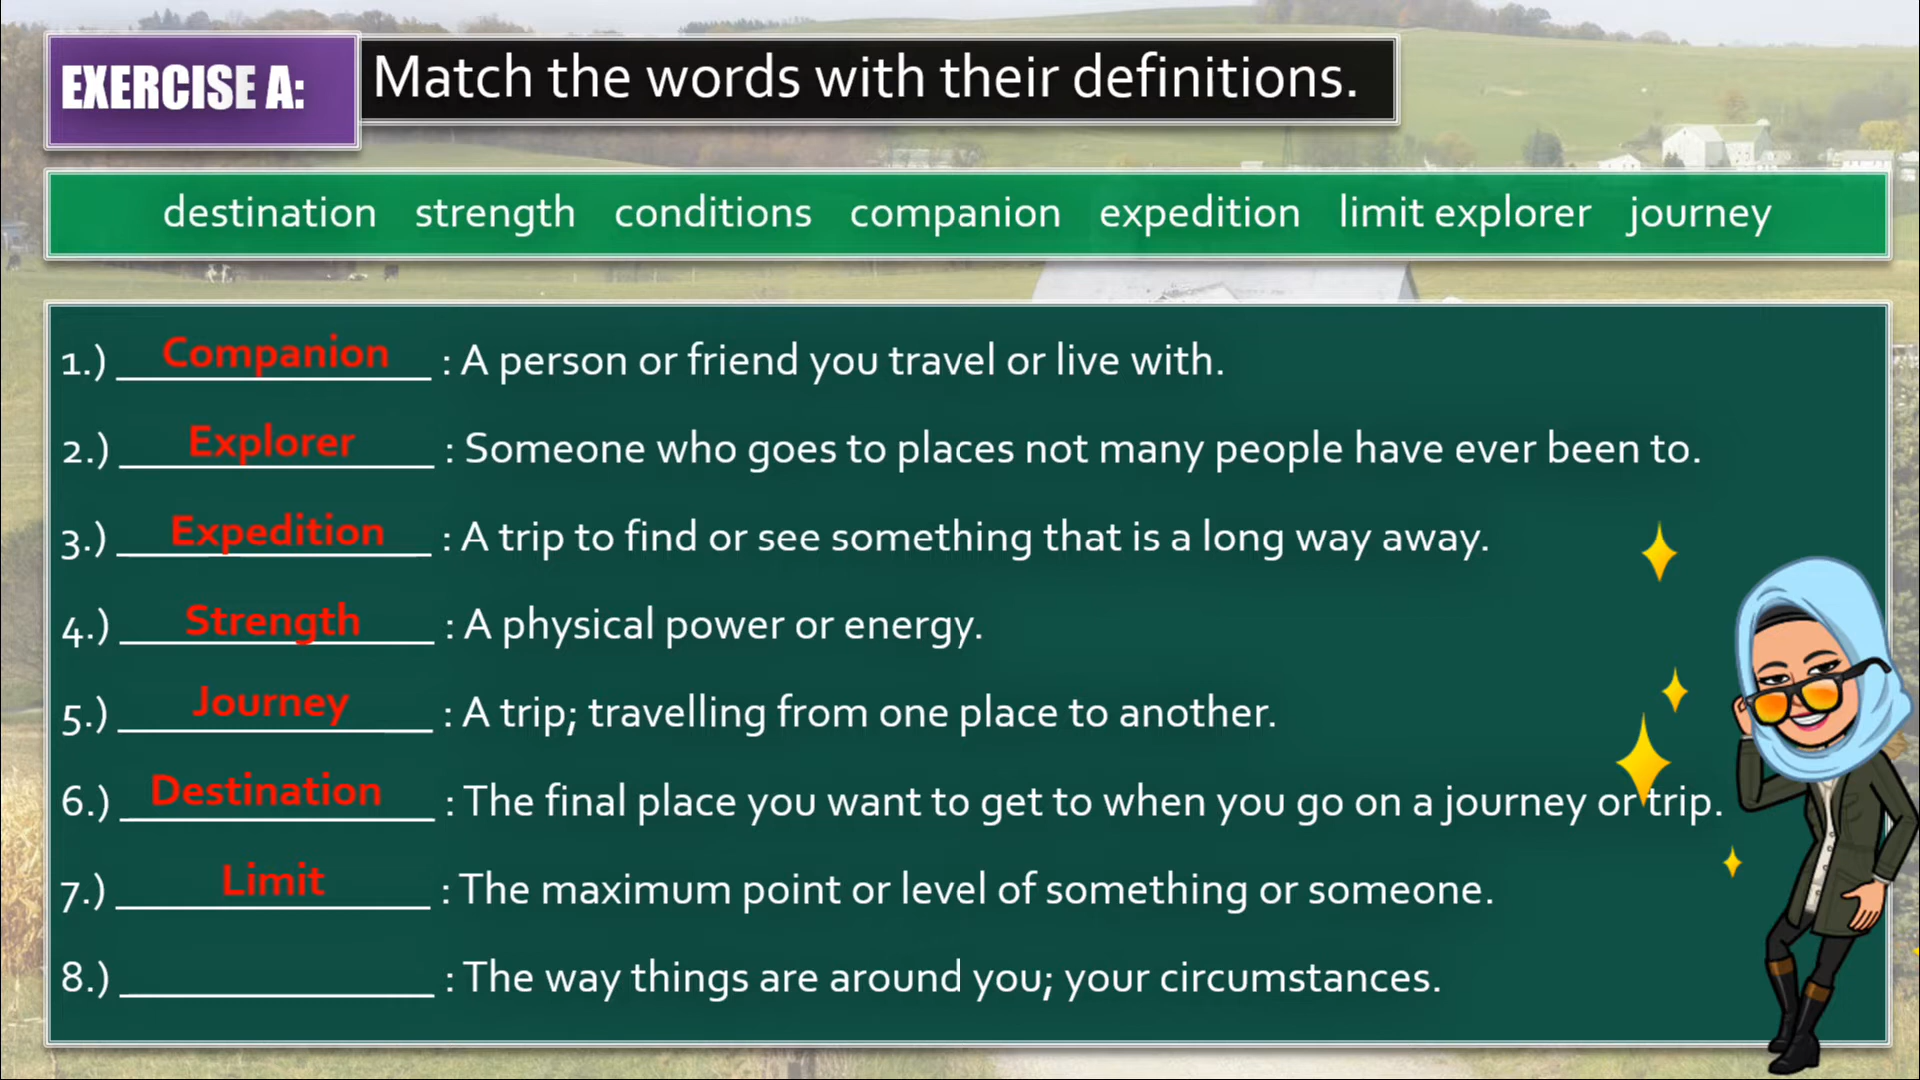 EXERCISE A:
Match the words with their definitions.
destination strength conditions companion expedition limit explorer journey
1.) Companion : A person or friend you travel or live with.
2.) Explorer : Someone who goes to places not many people have ever been to.
3.) Expedition : A trip to find or see something that is a long way away.
4.) Strength : A physical power or energy.
5.) Journey : A trip; travelling from one place to another.
6.) Destination : The final place you want to get to when you go on a journey or trip.
7.) Limit : The maximum point or level of something or someone.
8.) ______________ : The way things are around you; your circumstances.